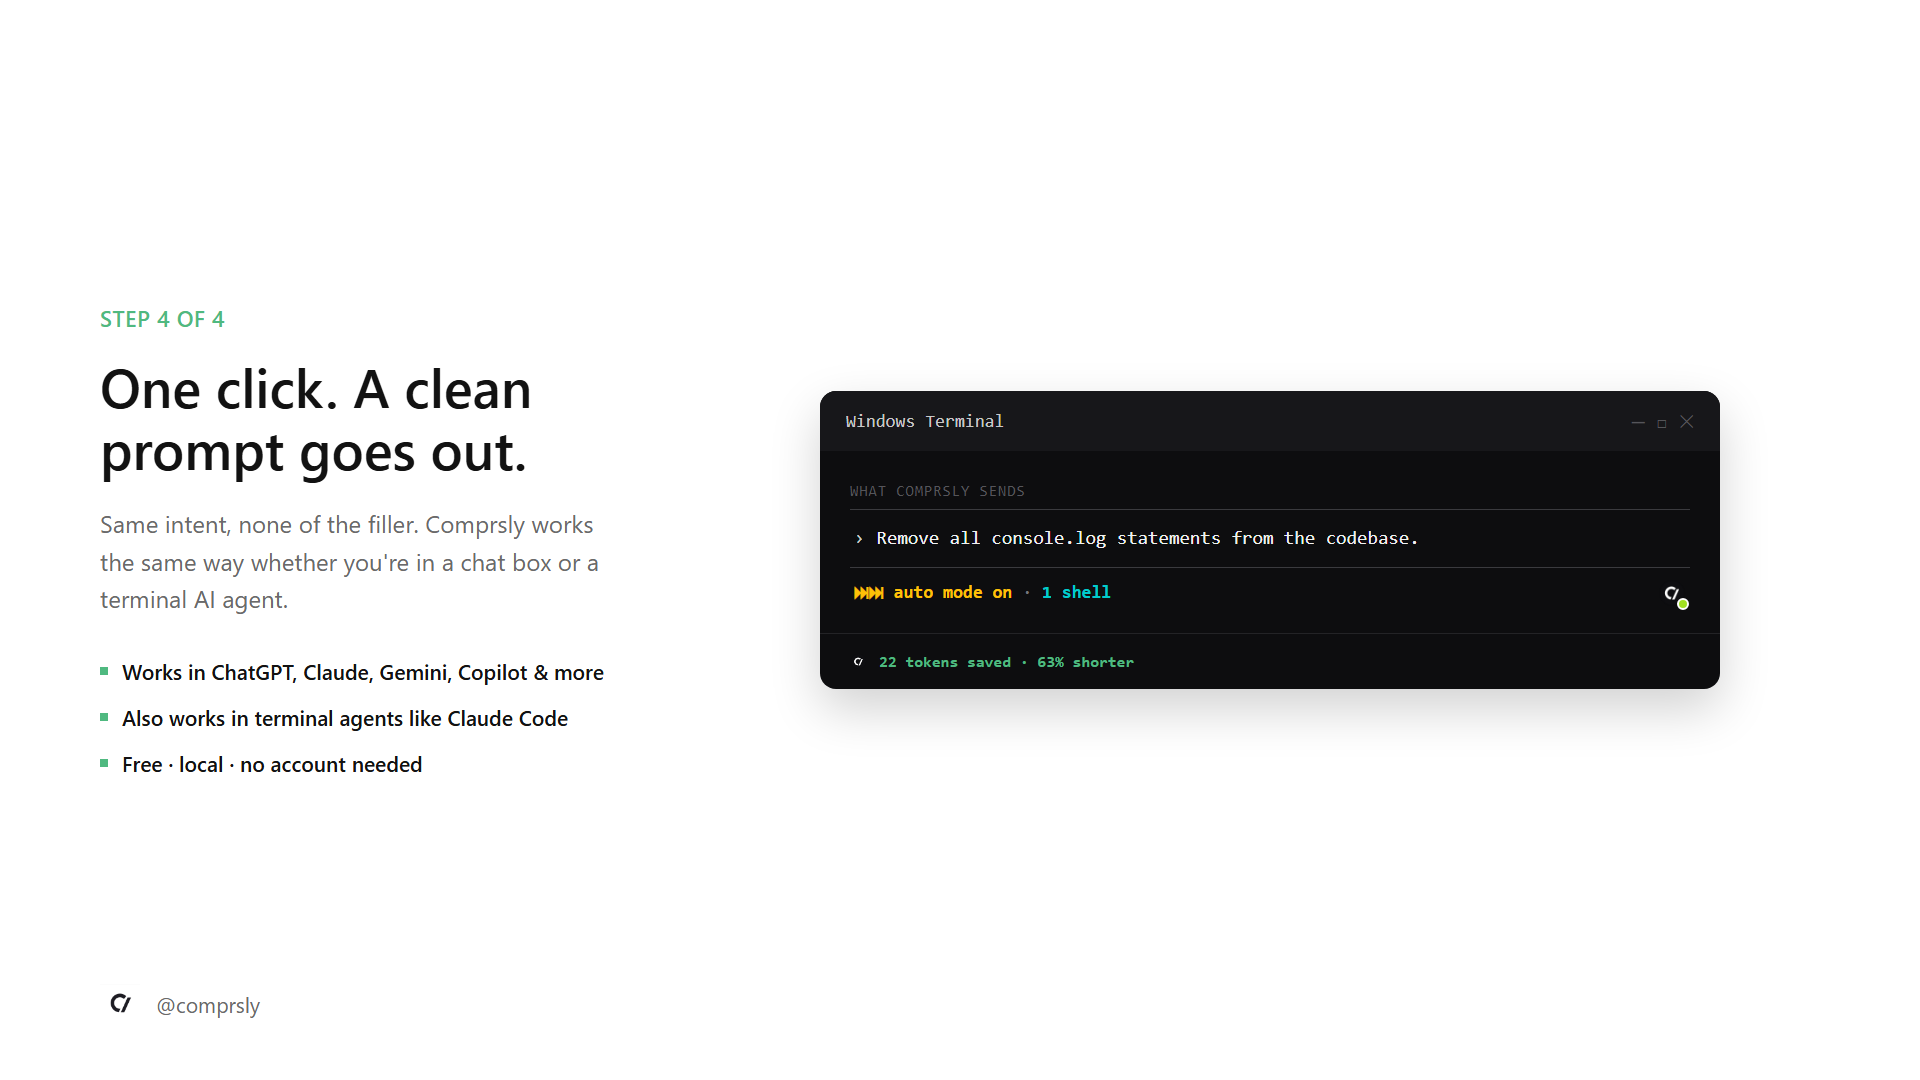 STEP 4 OF 4
One click. A clean
prompt goes out.
Same intent, none of the filler. Comprsly works
the same way whether you're in a chat box or a
terminal AI agent.
Works in ChatGPT, Claude, Gemini, Copilot & more
Also works in terminal agents like Claude Code
Free · local · no account needed
@comprsly
Windows Terminal
WHAT COMPRSLY SENDS
› Remove all console.log statements from the codebase.
auto mode on · 1 shell
22 tokens saved · 63% shorter